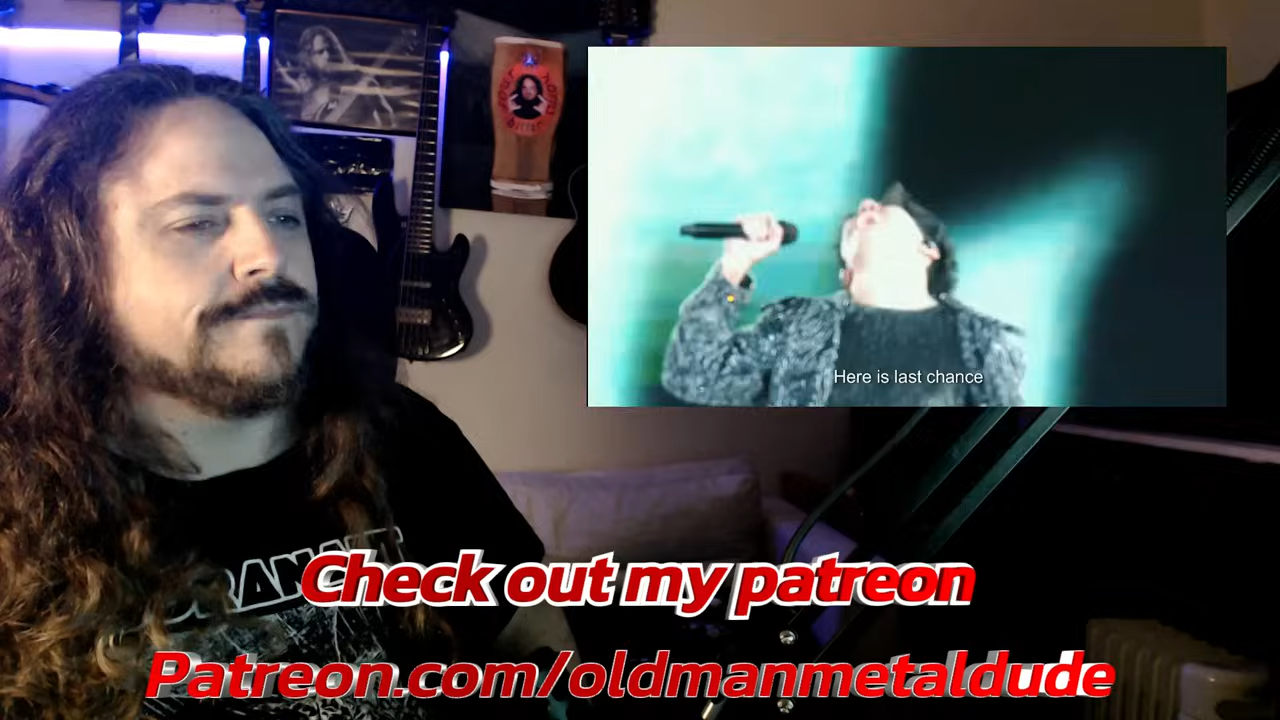 Here is last chance
Check out my patreon
Patreon.com/oldmanmetaldude